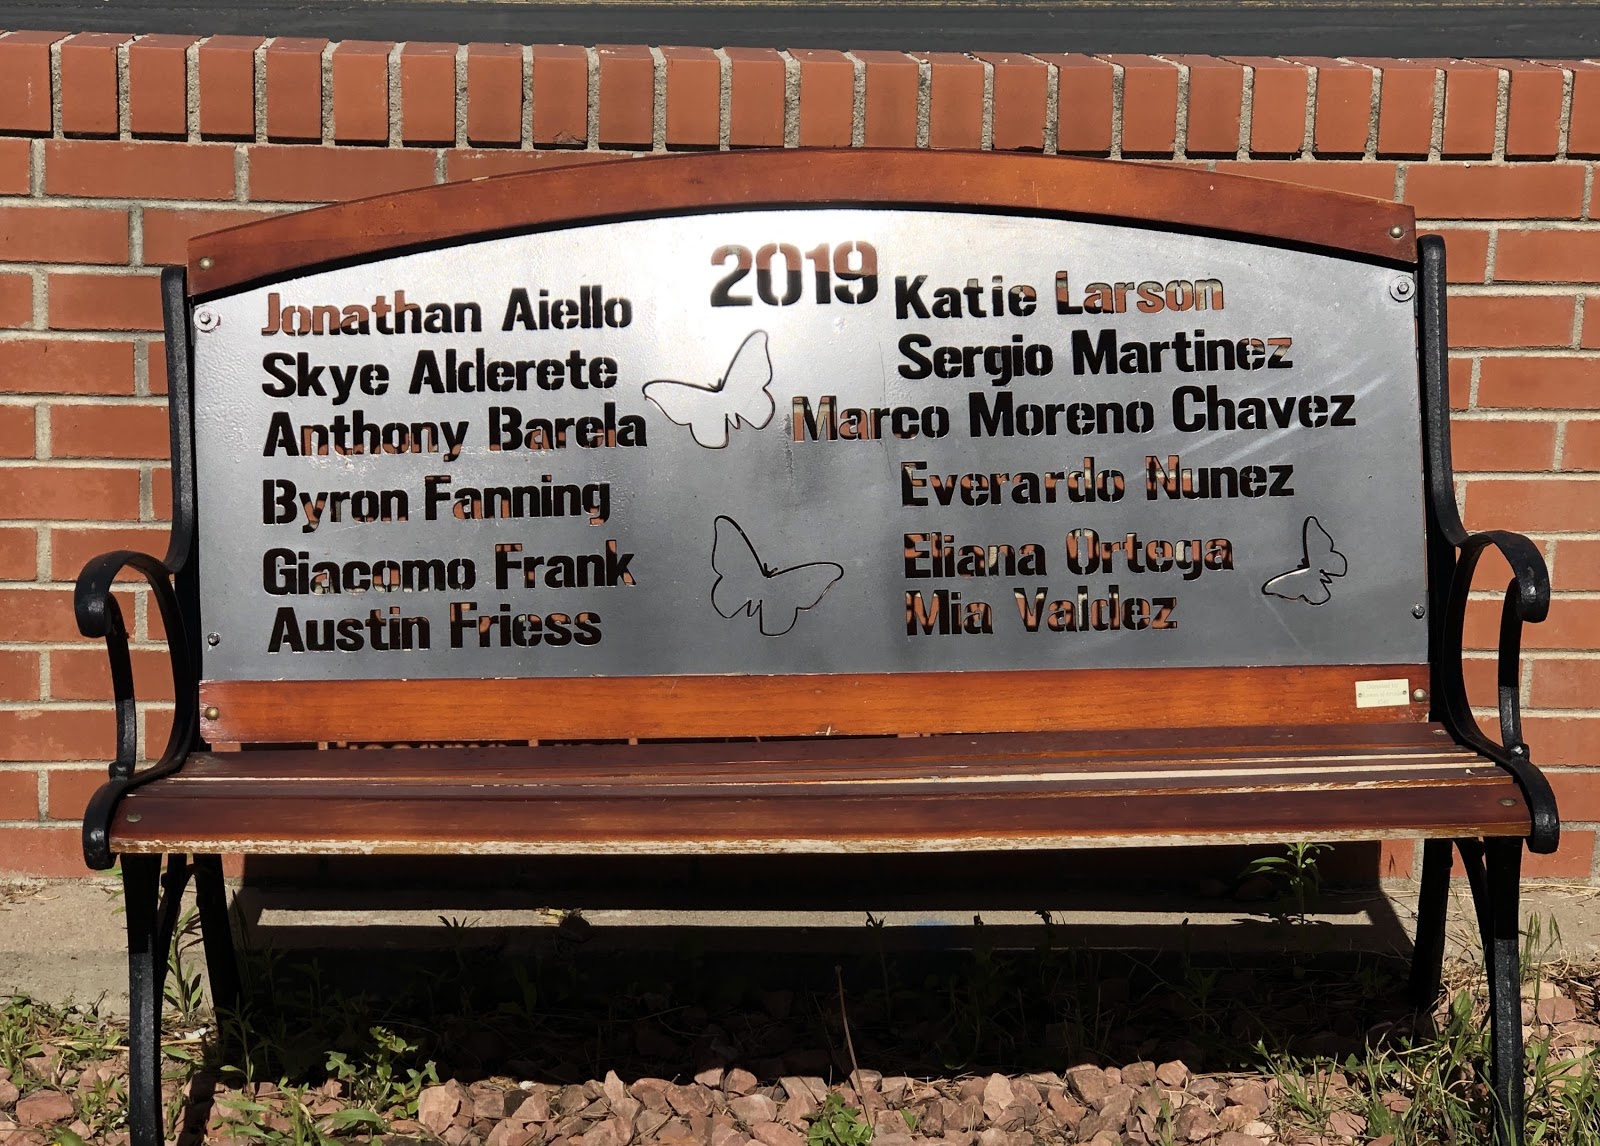 2019
Jonathan Aiello
Skye Alderete
Anthony Barela
Byron Fanning
Giacomo Frank
Austin Friess
Katie Larson
Sergio Martinez
Marco Moreno Chavez
Everardo Nunez
Eliana Ortega
Mia Valdez